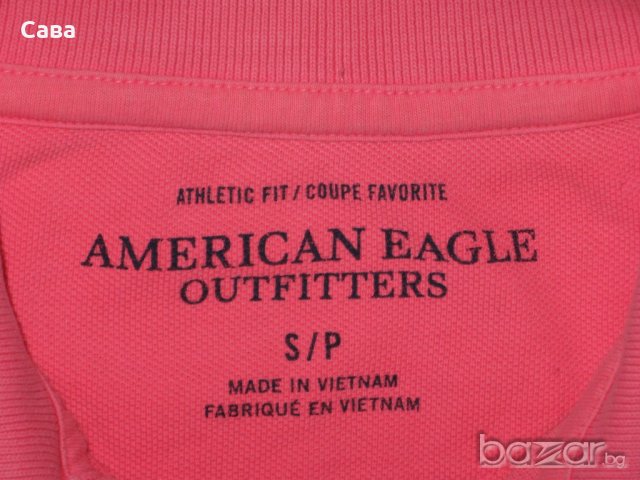 Сава
ATHLETIC FIT / COUPE FAVORITE
AMERICAN EAGLE
OUTFITTERS
S/P
MADE IN VIETNAM
FABRIQUÉ EN VIETNAM
bazar.bg